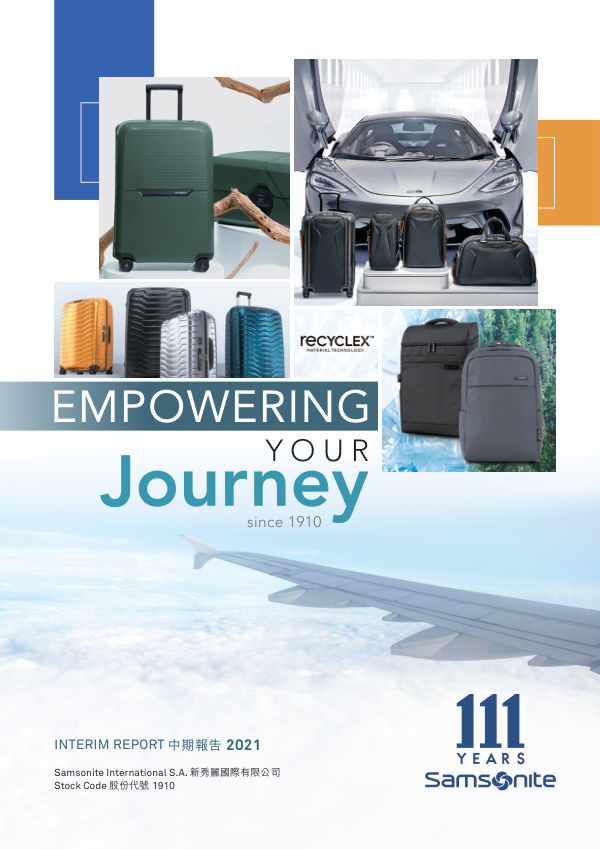 RECYCLEX™
MATERIAL TECHNOLOGY
EMPOWERING
YOUR
Journey
since 1910
INTERIM REPORT 中期報告 2021
Samsonite International S.A. 新秀麗國際有限公司
Stock Code 股份代號 1910
111
YEARS
Samsonite